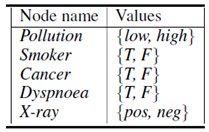 Node name Values
Pollution {low, high}
Smoker {T, F}
Cancer {T, F}
Dyspnoea {T, F}
X-ray {pos, neg}